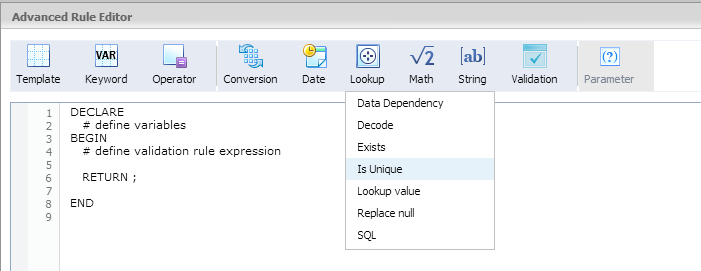 Advanced Rule Editor
VAR
√2
[ab]
(?)
Template Keyword Operator Conversion Date Lookup Math String Validation Parameter
Data Dependency
Decode
Exists
Is Unique
Lookup value
Replace null
SQL
1 DECLARE
2 # define variables
3 BEGIN
4 # define validation rule expression
5
6 RETURN ;
7
8 END
9